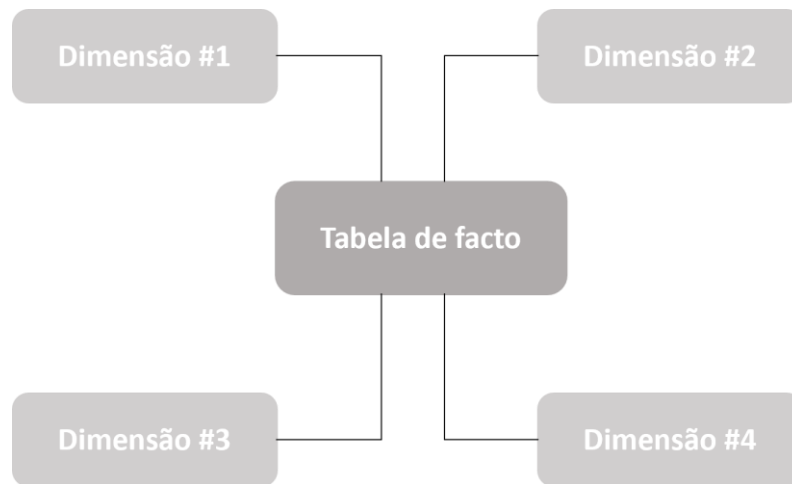 Dimensão #1
Dimensão #2
Tabela de facto
Dimensão #3
Dimensão #4